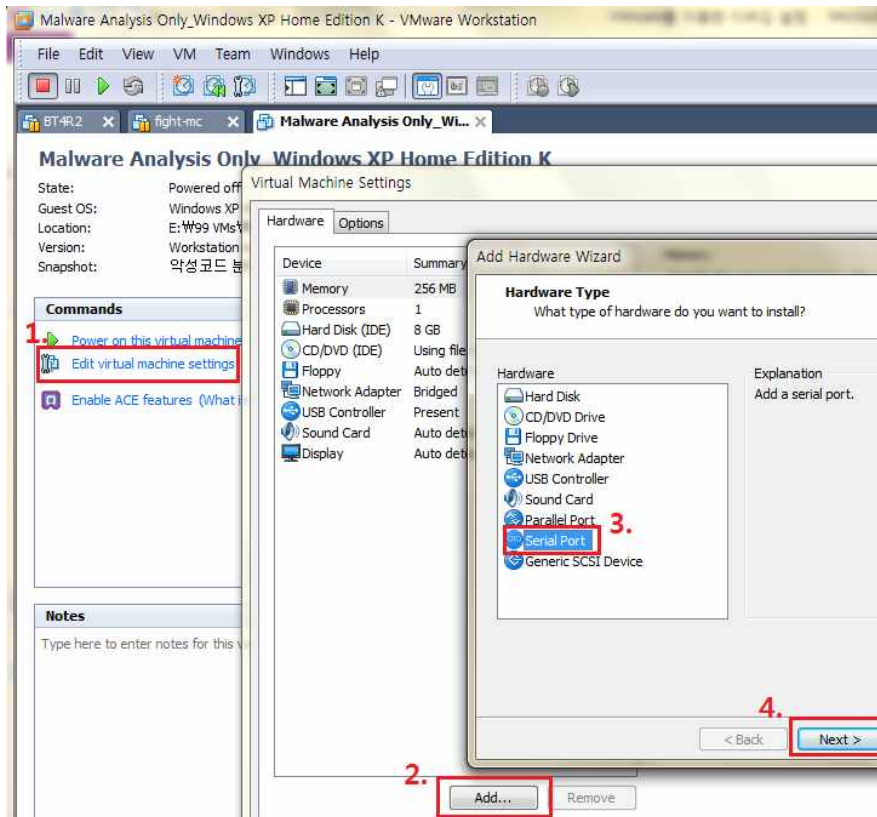 Malware Analysis Only_Windows XP Home Edition K - VMware Workstation
File Edit View VM Team Windows Help
BT4R2 fight-mc Malware Analysis Only_Wi...
Malware Analysis Only Windows XP Home Edition K
State: Powered off
Guest OS: Windows XP
Location: E:₩99 VMs
Version: Workstation
Snapshot: 악성코드 분
Commands
1.
Power on this virtual machine
Edit virtual machine settings
Enable ACE features (What i
Notes
Type here to enter notes for this v
Virtual Machine Settings
Hardware Options
Device Summary
Memory 256 MB
Processors 1
Hard Disk (IDE) 8 GB
CD/DVD (IDE) Using file
Floppy Auto det
Network Adapter Bridged
USB Controller Present
Sound Card Auto det
Display Auto det
2.
Add... Remove
Add Hardware Wizard
Hardware Type
What type of hardware do you want to install?
Hardware
Hard Disk
CD/DVD Drive
Floppy Drive
Network Adapter
USB Controller
Sound Card
Parallel Port
3.
Serial Port
Generic SCSI Device
Explanation
Add a serial port.
4.
< Back Next >